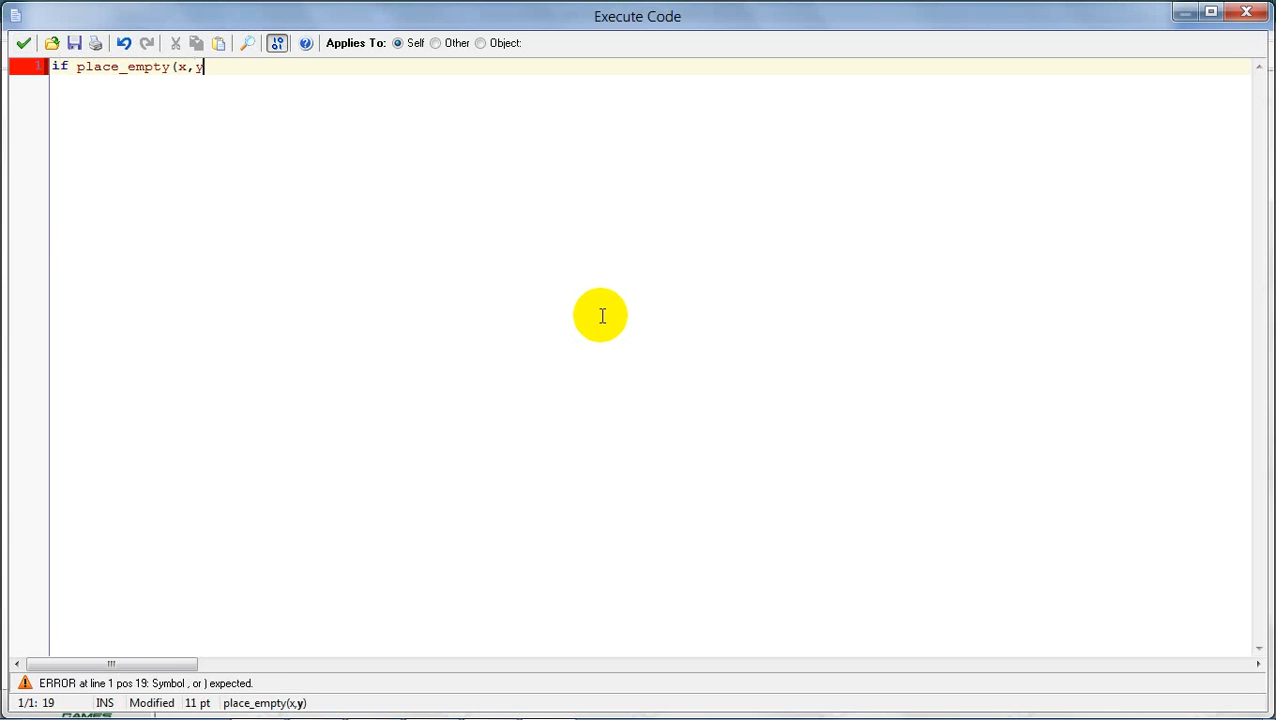 Execute Code
Applies To: Self Other Object:
1 if place_empty(x,y
ERROR at line 1 pos 19: Symbol , or ) expected.
1/1: 19 INS Modified 11 pt place_empty(x,y)
GAMES